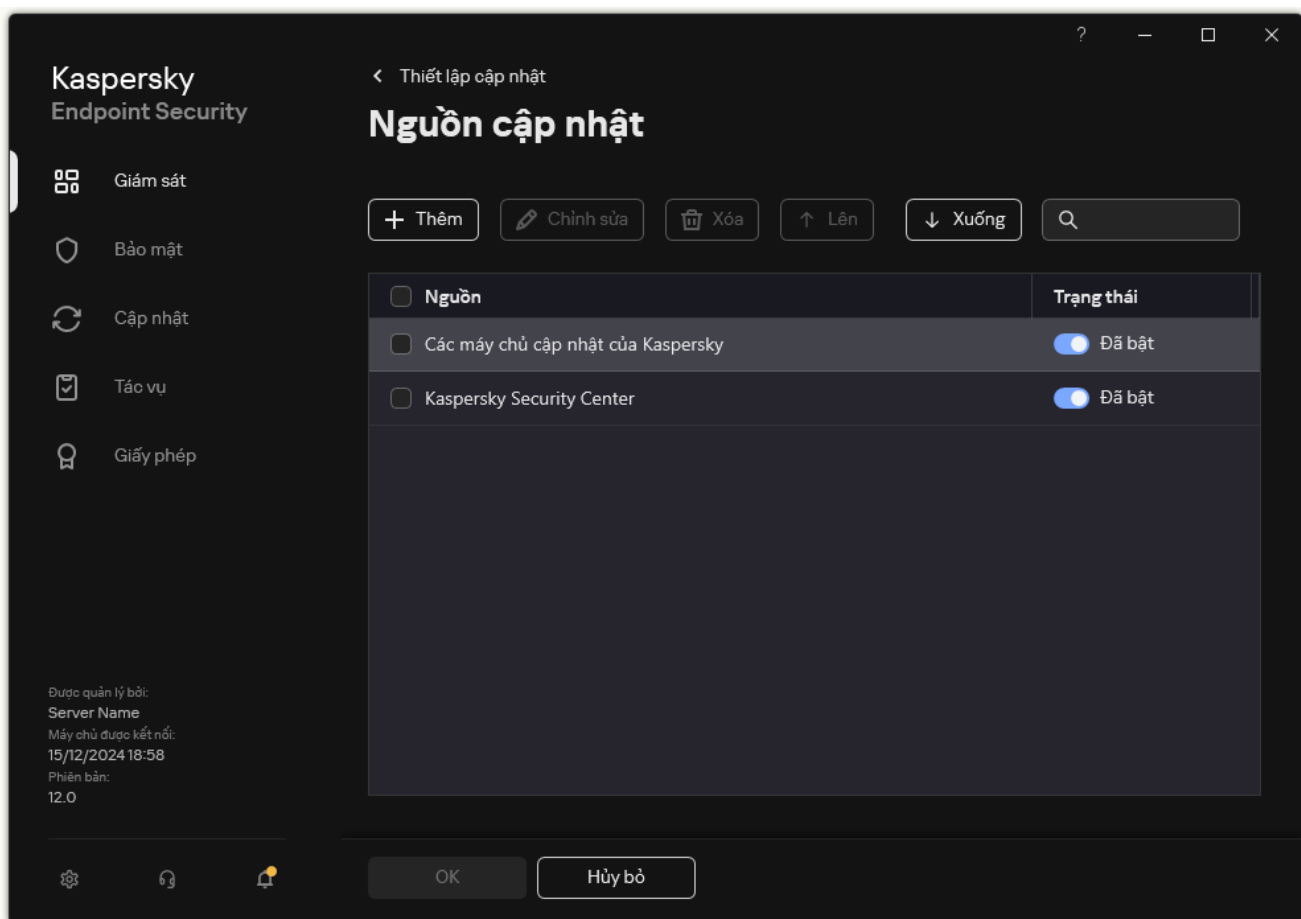 ?
Kaspersky
Endpoint Security
Giám sát
Bảo mật
Cập nhật
Tác vụ
Giấy phép
Được quản lý bởi:
Server Name
Máy chủ được kết nối:
15/12/2024 18:58
Phiên bản:
12.0
Thiết lập cập nhật
Nguồn cập nhật
Thêm
Chỉnh sửa
Xóa
Lên
Xuống
Nguồn Trạng thái
Các máy chủ cập nhật của Kaspersky Đã bật
Kaspersky Security Center Đã bật
OK
Hủy bỏ